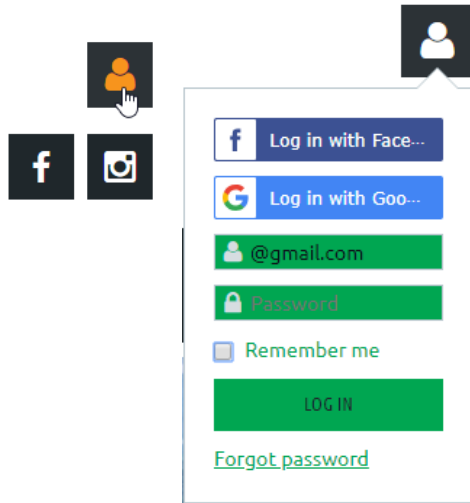 Log in with Face...
Log in with Goo...
@gmail.com
Password
Remember me
LOG IN
Forgot password